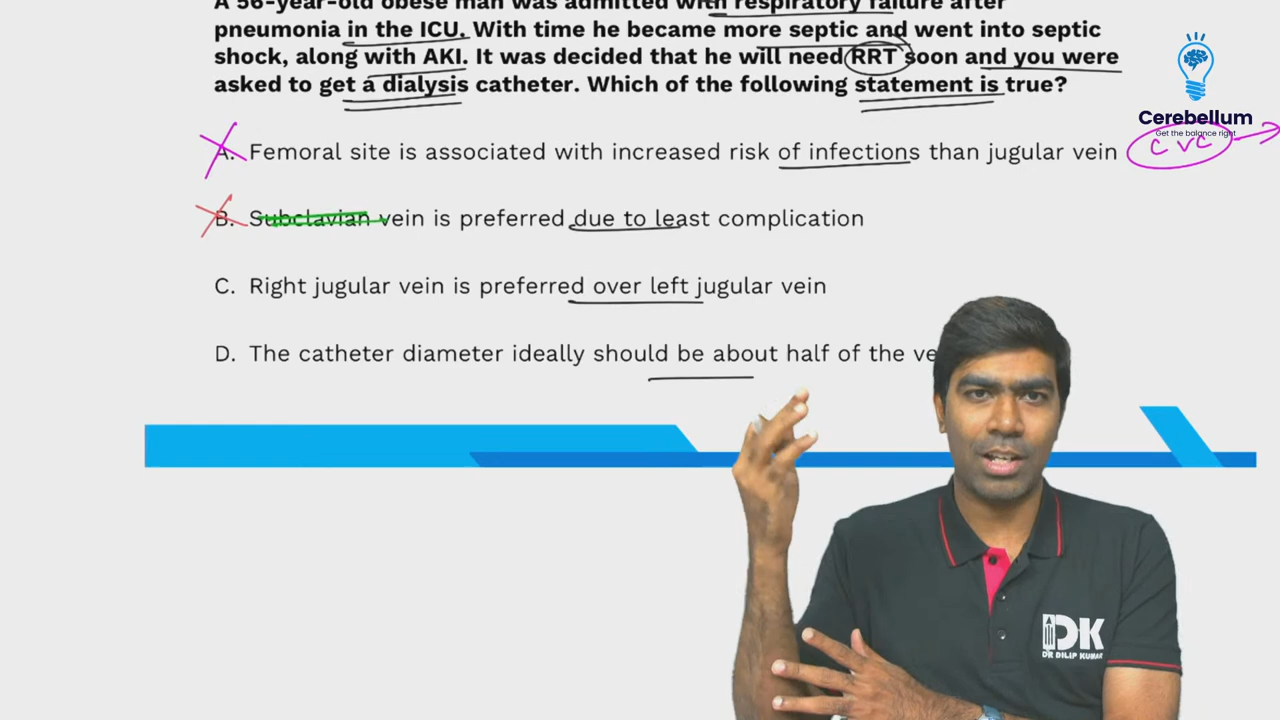 A 56-year-old obese man was admitted with respiratory failure after
pneumonia in the ICU. With time he became more septic and went into septic
shock, along with AKI. It was decided that he will need RRT soon and you were
asked to get a dialysis catheter. Which of the following statement is true?
Cerebellum
Get the balance right
A. Femoral site is associated with increased risk of infections than jugular vein
CVC
B. Subclavian vein is preferred due to least complication
C. Right jugular vein is preferred over left jugular vein
D. The catheter diameter ideally should be about half of the
DK
DR DILIP KUMAR